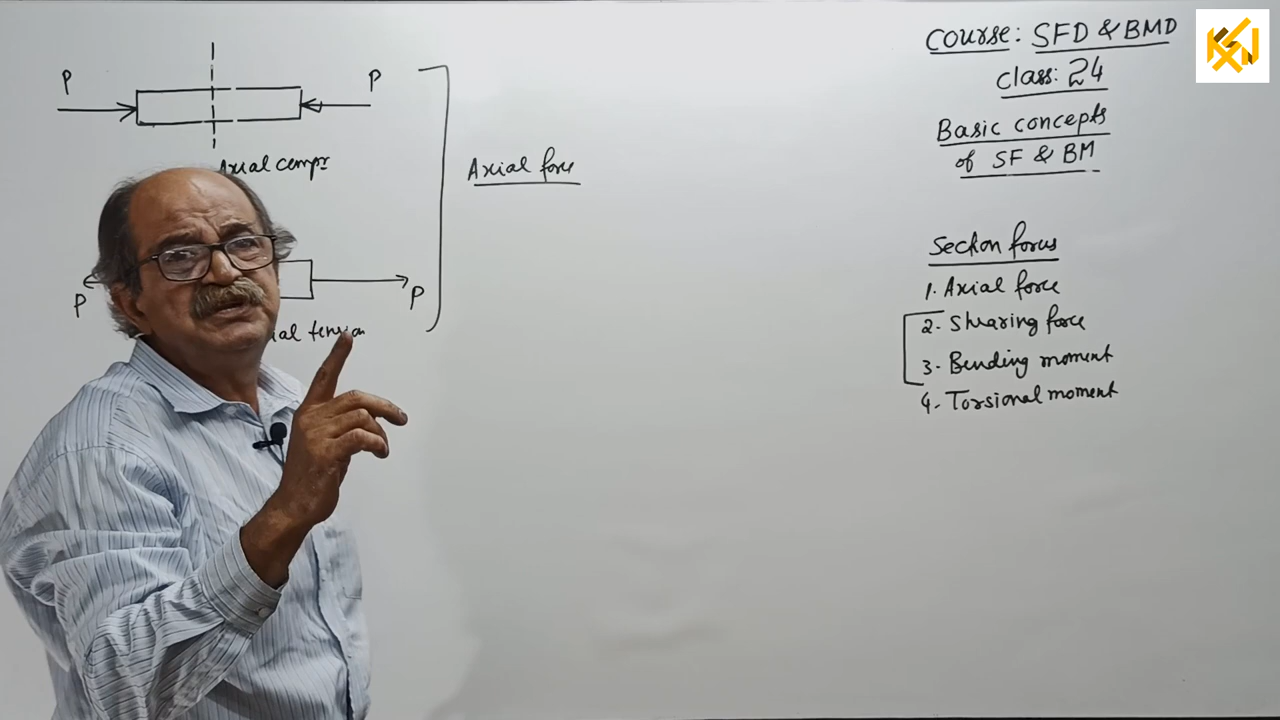 P
P
Axial compr
P
P
ial tension
Axial force
Course: SFD & BMD
Class: 24
Basic concepts
of SF & BM
Section forces
1. Axial force
2. Shearing force
3. Bending moment
4. Torsional moment